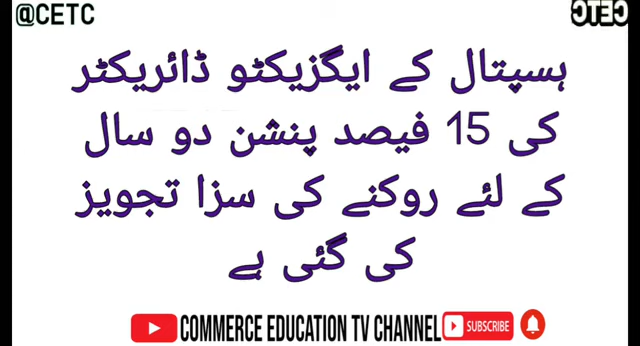 @CETC
CETC
ہسپتال کے ایگزیکٹو ڈائریکٹر
کی 15 فیصد پنشن دو سال
کے لئے روکنے کی سزا تجویز
کی گئی ہے
COMMERCE EDUCATION TV CHANNEL SUBSCRIBE